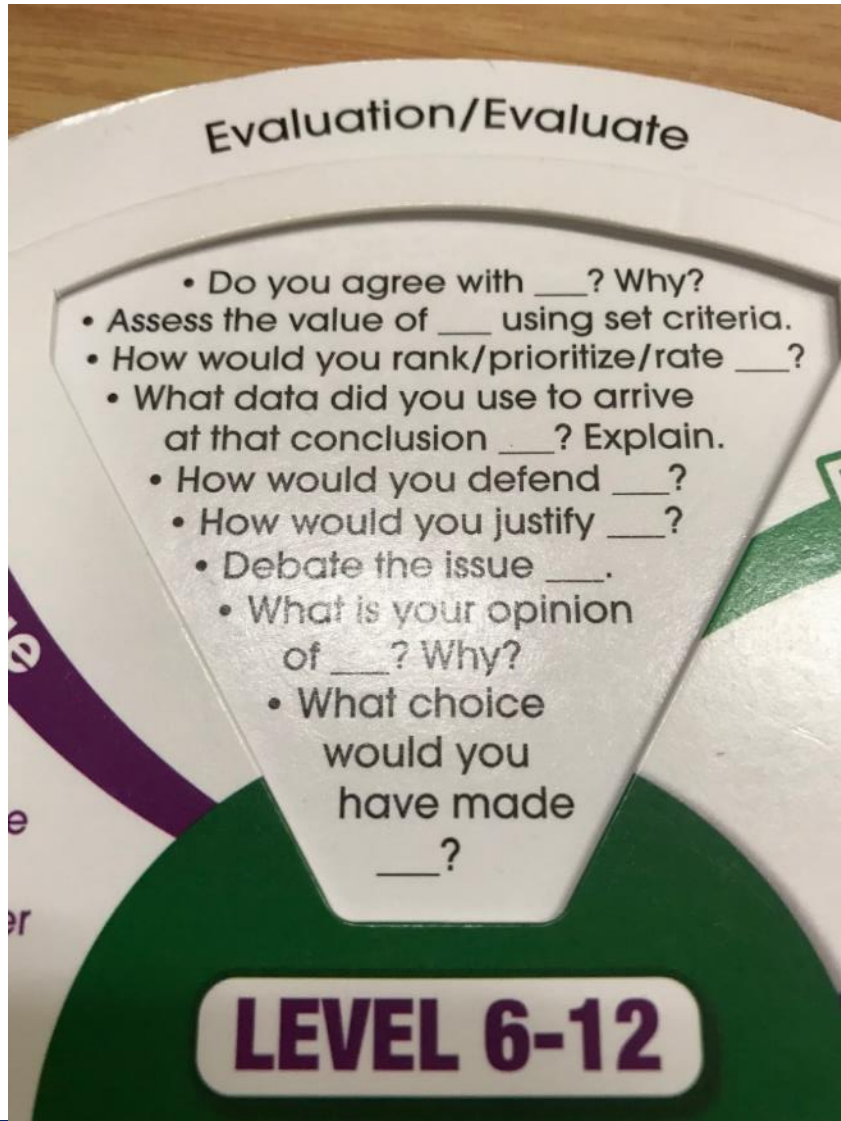 Evaluation/Evaluate
• Do you agree with ___? Why?
• Assess the value of ___ using set criteria.
• How would you rank/prioritize/rate ___?
• What data did you use to arrive
at that conclusion ___? Explain.
• How would you defend ___?
• How would you justify ___?
• Debate the issue ___.
• What is your opinion
of ___? Why?
• What choice
would you
have made
___?
LEVEL 6-12